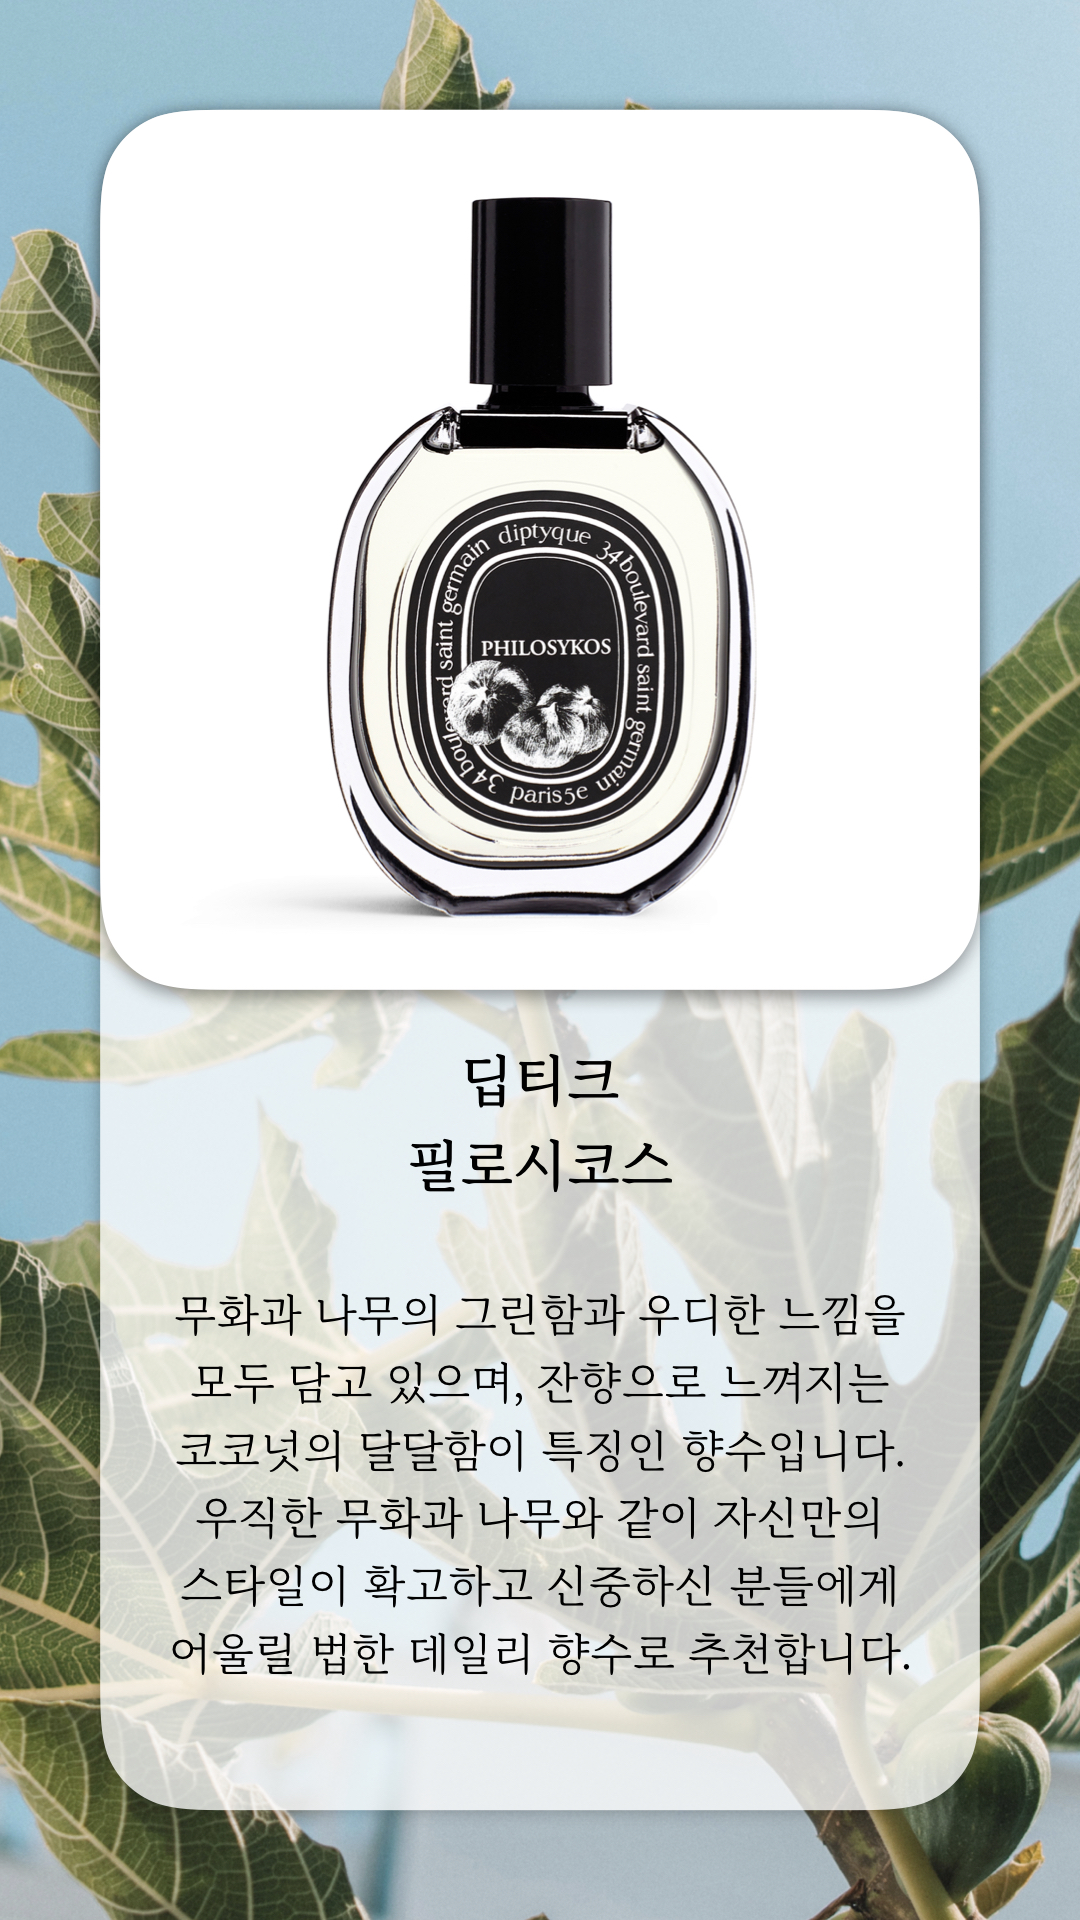 diptyque 34 boulevard saint germain paris5e 34 boulevard saint germain
PHILOSYKOS
딥티크
필로시코스
무화과 나무의 그린함과 우디한 느낌을
모두 담고 있으며, 잔향으로 느껴지는
코코넛의 달달함이 특징인 향수입니다.
우직한 무화과 나무와 같이 자신만의
스타일이 확고하고 신중하신 분들에게
어울릴 법한 데일리 향수로 추천합니다.